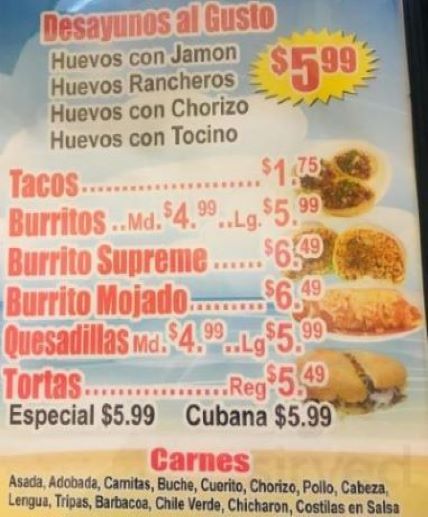 Desayunos al Gusto
Huevos con Jamon
Huevos Rancheros
Huevos con Chorizo
Huevos con Tocino
$5.99
Tacos..............................$1.75
Burritos ..Md.$4.99..Lg.$5.99
Burrito Supreme ......$6.49
Burrito Mojado.........$6.49
Quesadillas Md.$4.99..Lg$5.99
Tortas..................Reg$5.49
Especial $5.99 Cubana $5.99
Carnes
Asada, Adobada, Carnitas, Buche, Cuerito, Chorizo, Pollo, Cabeza,
Lengua, Tripas, Barbacoa, Chile Verde, Chicharon, Costilas en Salsa